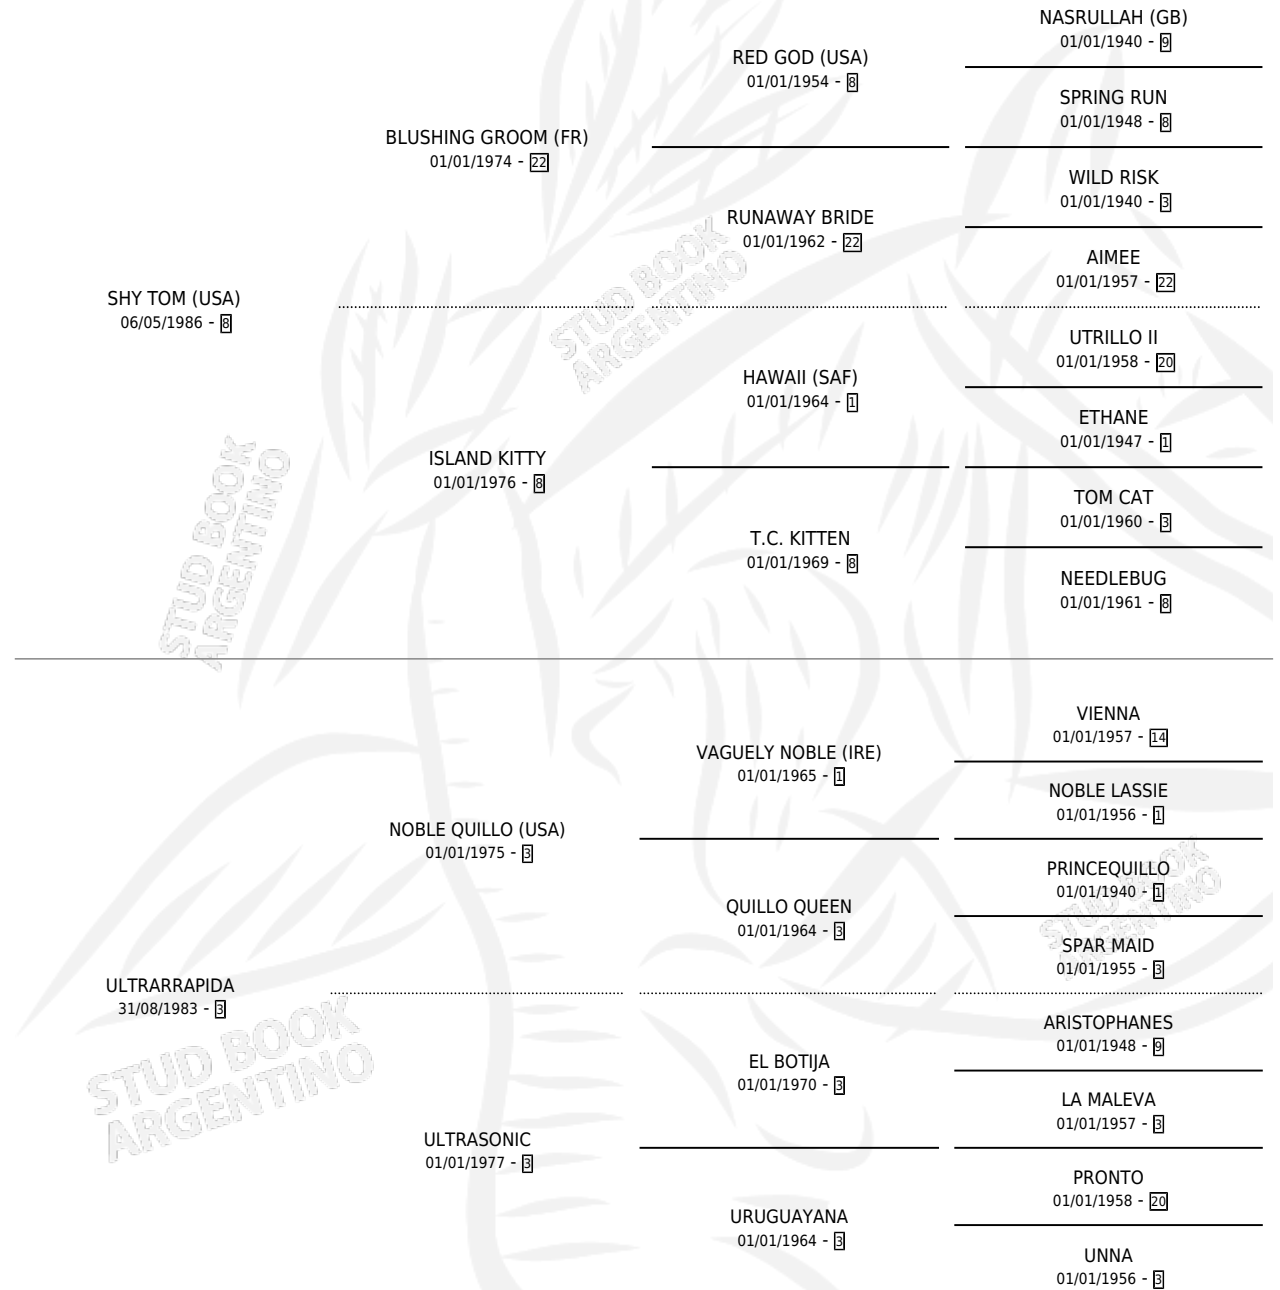 NASRULLAH (GB)
01/01/1940 - 9
RED GOD (USA)
01/01/1954 - 8
SPRING RUN
01/01/1948 - 8
BLUSHING GROOM (FR)
01/01/1974 - 22
WILD RISK
01/01/1940 - 3
RUNAWAY BRIDE
01/01/1962 - 22
AIMEE
01/01/1957 - 22
SHY TOM (USA)
06/05/1986 - 8
UTRILLO II
01/01/1958 - 20
HAWAII (SAF)
01/01/1964 - 1
ETHANE
01/01/1947 - 1
ISLAND KITTY
01/01/1976 - 8
TOM CAT
01/01/1960 - 3
T.C. KITTEN
01/01/1969 - 8
NEEDLEBUG
01/01/1961 - 8
VIENNA
01/01/1957 - 14
VAGUELY NOBLE (IRE)
01/01/1965 - 1
NOBLE LASSIE
01/01/1956 - 1
NOBLE QUILLO (USA)
01/01/1975 - 3
PRINCEQUILLO
01/01/1940 - 1
QUILLO QUEEN
01/01/1964 - 3
SPAR MAID
01/01/1955 - 3
ULTRARRAPIDA
31/08/1983 - 3
ARISTOPHANES
01/01/1948 - 9
EL BOTIJA
01/01/1970 - 3
LA MALEVA
01/01/1957 - 3
ULTRASONIC
01/01/1977 - 3
PRONTO
01/01/1958 - 20
URUGUAYANA
01/01/1964 - 3
UNNA
01/01/1956 - 3
STUD BOOK
ARGENTINO
STUD BOOK
ARGENTINO
STUD BOOK
ARGENTINO
STUD BOOK
ARGENTINO